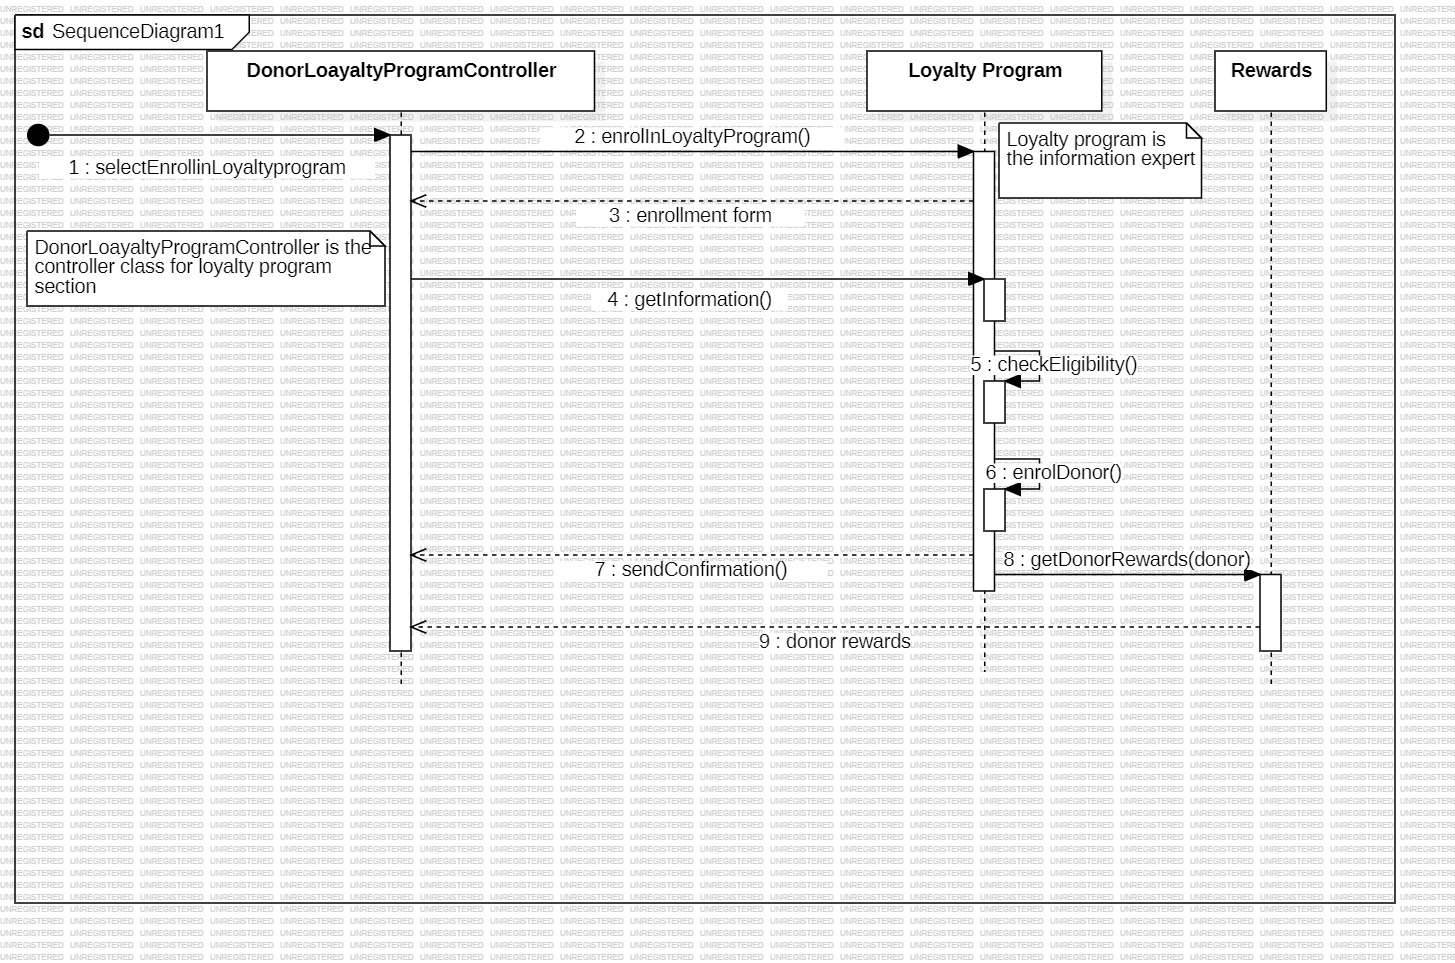 sd SequenceDiagram1
DonorLoayaltyProgramController
Loyalty Program
Rewards
1 : selectEnrollinLoyaltyprogram
2 : enrollnLoyaltyProgram()
Loyalty program is
the information expert
3 : enrollment form
DonorLoayaltyProgramController is the
controller class for loyalty program
section
4 : getInformation()
5 : checkEligibility()
6 : enrolDonor()
7 : sendConfirmation()
8 : getDonorRewards(donor)
9 : donor rewards
UNREGISTERED